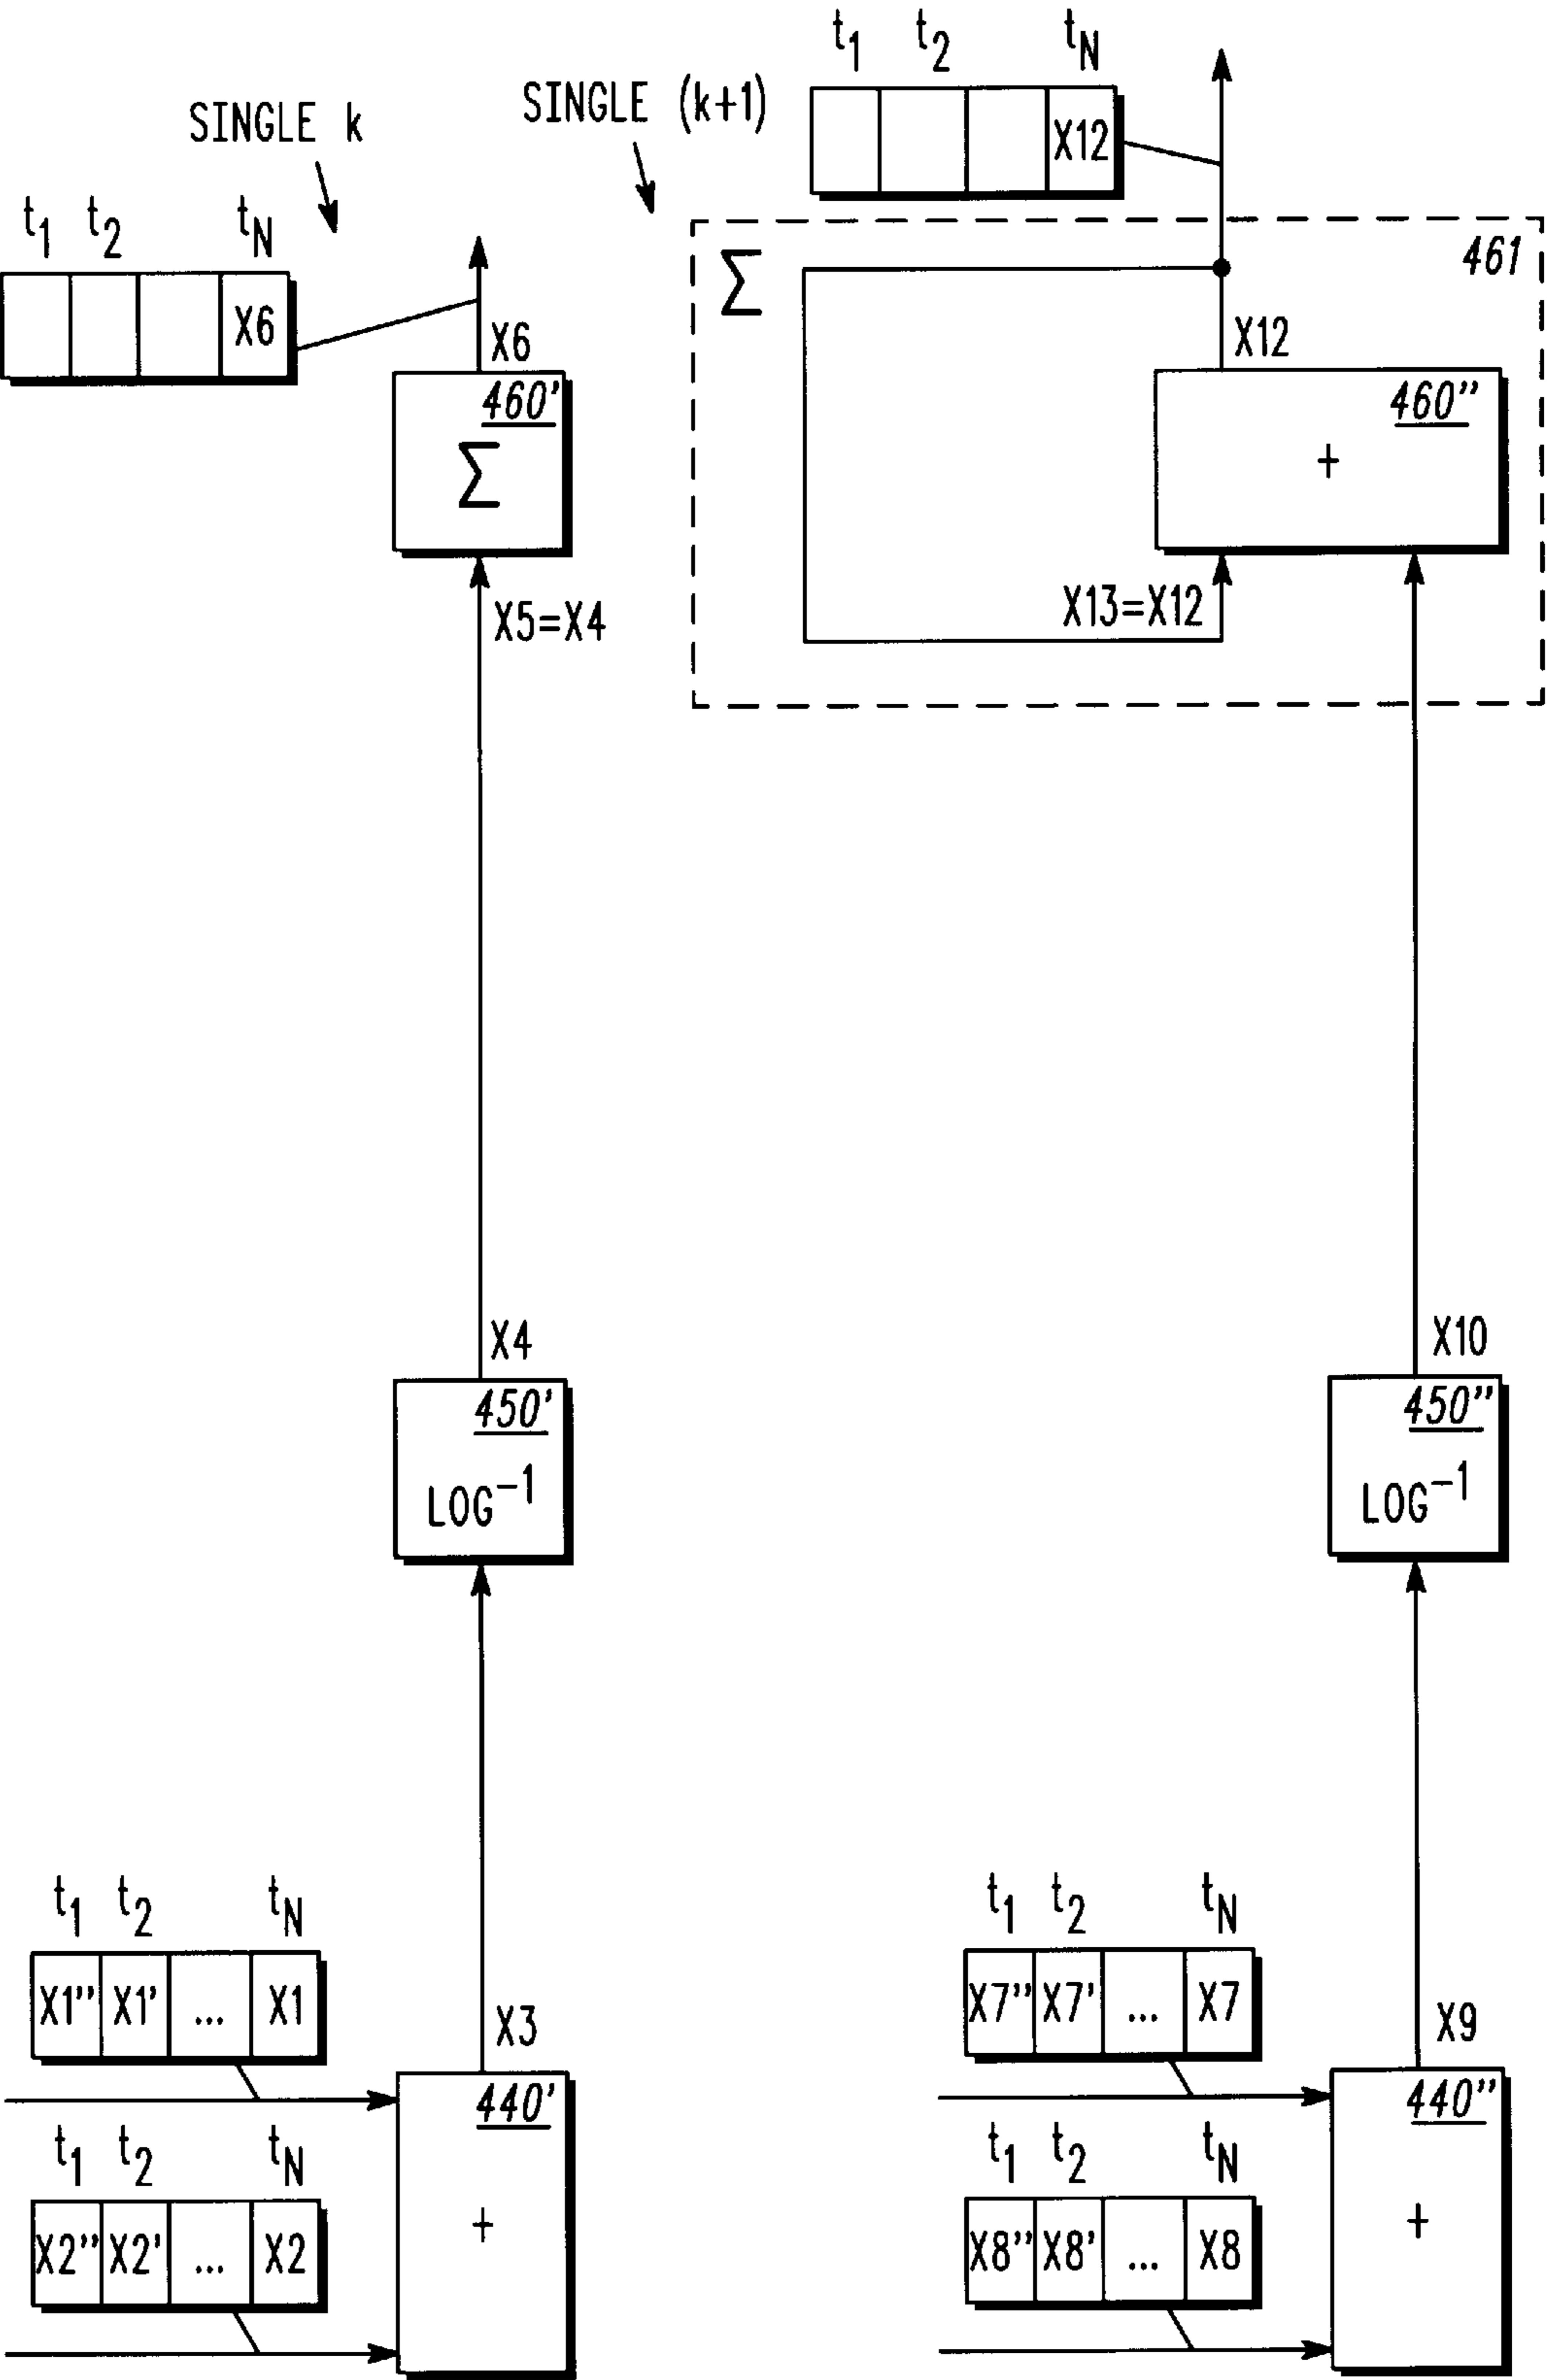 t1 t2 tN
SINGLE (k+1)
SINGLE k
X12
t1 t2 tN
X6
Σ
461
X6
X12
460'
Σ
460''
+
X5=X4
X13=X12
X4
X10
450'
LOG⁻¹
450''
LOG⁻¹
t1 t2 tN
t1 t2 tN
X1'' X1' ... X1
X7'' X7' ... X7
X3
X9
440'
440''
t1 t2 tN
t1 t2 tN
X2'' X2' ... X2
+
X8'' X8' ... X8
+